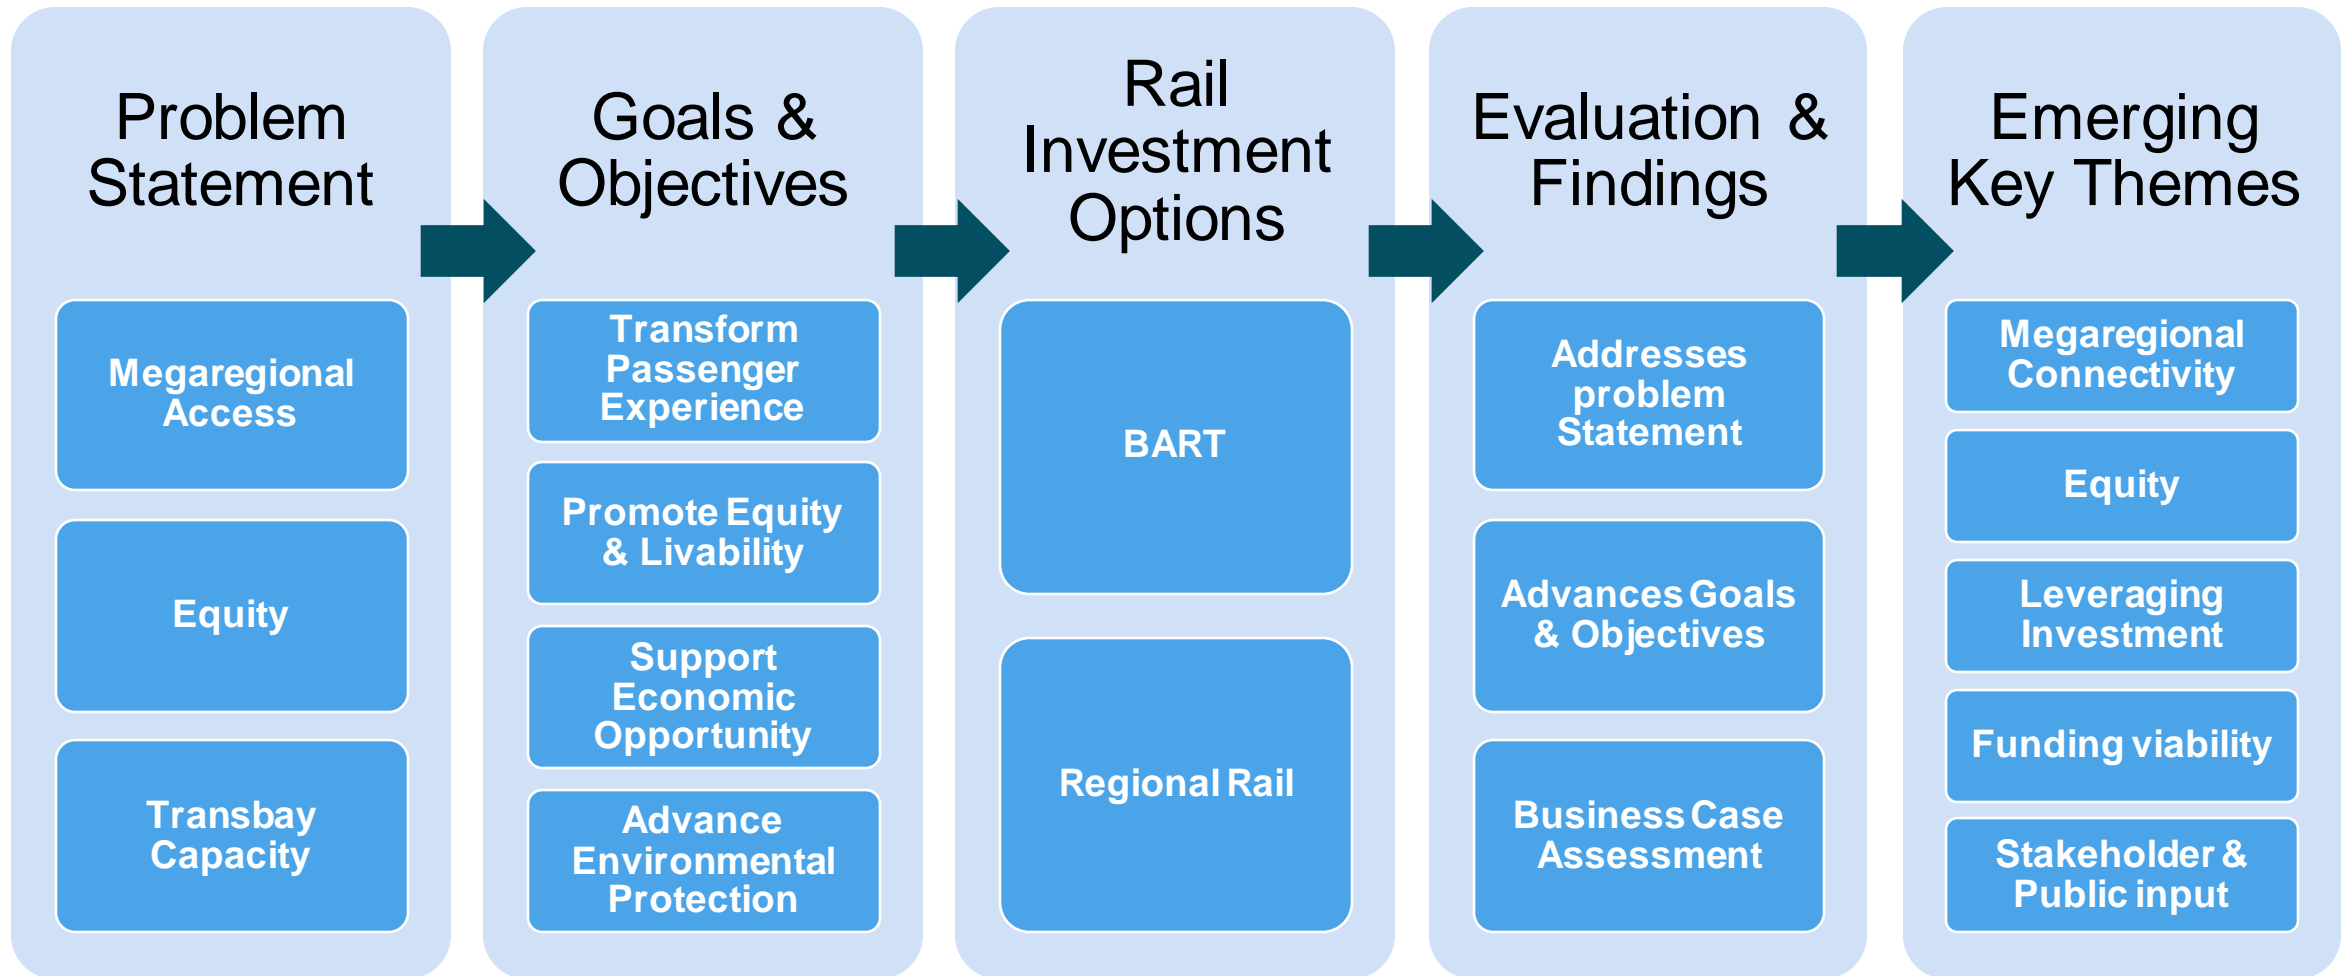 Problem
Statement
Megaregional
Access
Equity
Transbay
Capacity
Goals &
Objectives
Transform
Passenger
Experience
Promote Equity
& Livability
Support
Economic
Opportunity
Advance
Environmental
Protection
Rail
Investment
Options
BART
Regional Rail
Evaluation &
Findings
Addresses
problem
Statement
Advances Goals
& Objectives
Business Case
Assessment
Emerging
Key Themes
Megaregional
Connectivity
Equity
Leveraging
Investment
Funding viability
Stakeholder &
Public input